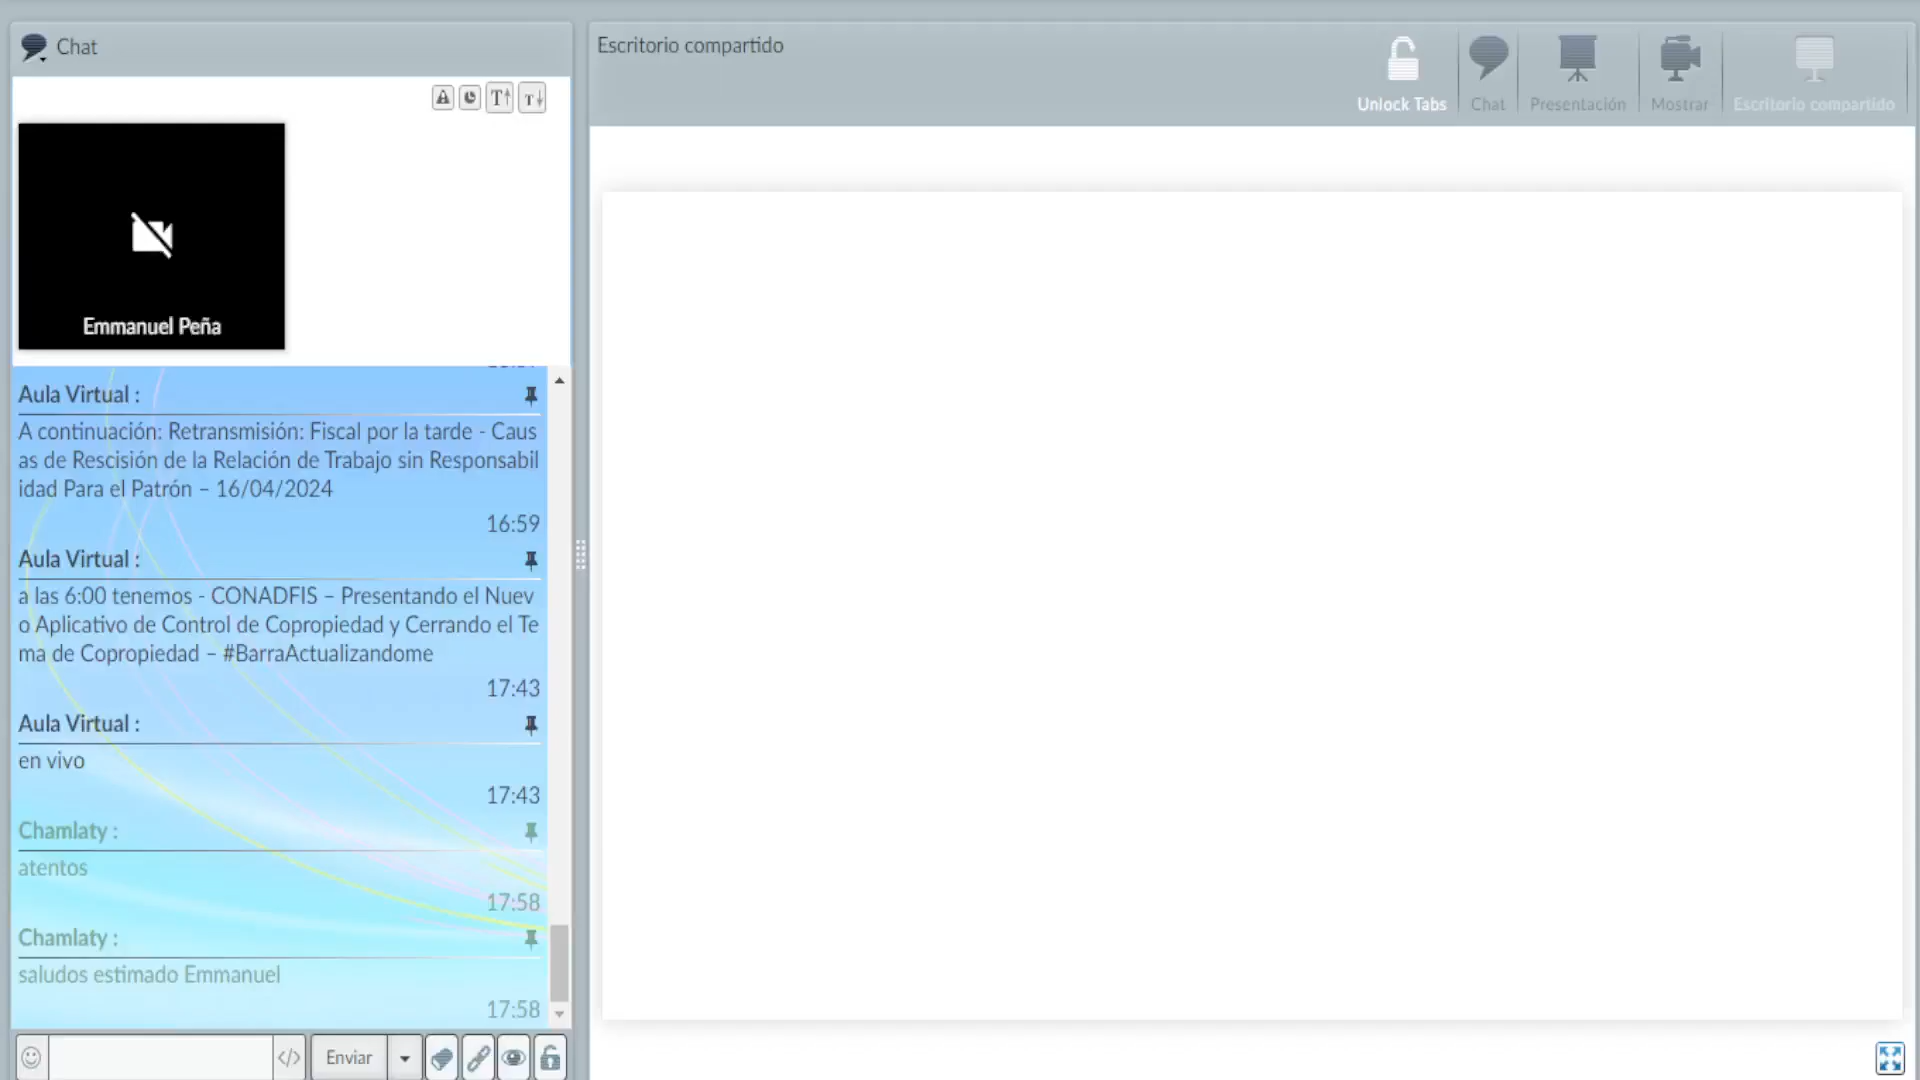 Chat
Escritorio compartido
Unlock Tabs
Chat
Presentación
Mostrar
Escritorio compartido
Emmanuel Peña
Aula Virtual :
A continuación: Retransmisión: Fiscal por la tarde - Caus
as de Rescisión de la Relación de Trabajo sin Responsabil
idad Para el Patrón – 16/04/2024
16:59
Aula Virtual :
a las 6:00 tenemos - CONADFIS – Presentando el Nuev
o Aplicativo de Control de Copropiedad y Cerrando el Te
ma de Copropiedad – #BarraActualizandome
17:43
Aula Virtual :
en vivo
17:43
Chamlaty :
atentos
17:58
Chamlaty :
saludos estimado Emmanuel
17:58
Enviar